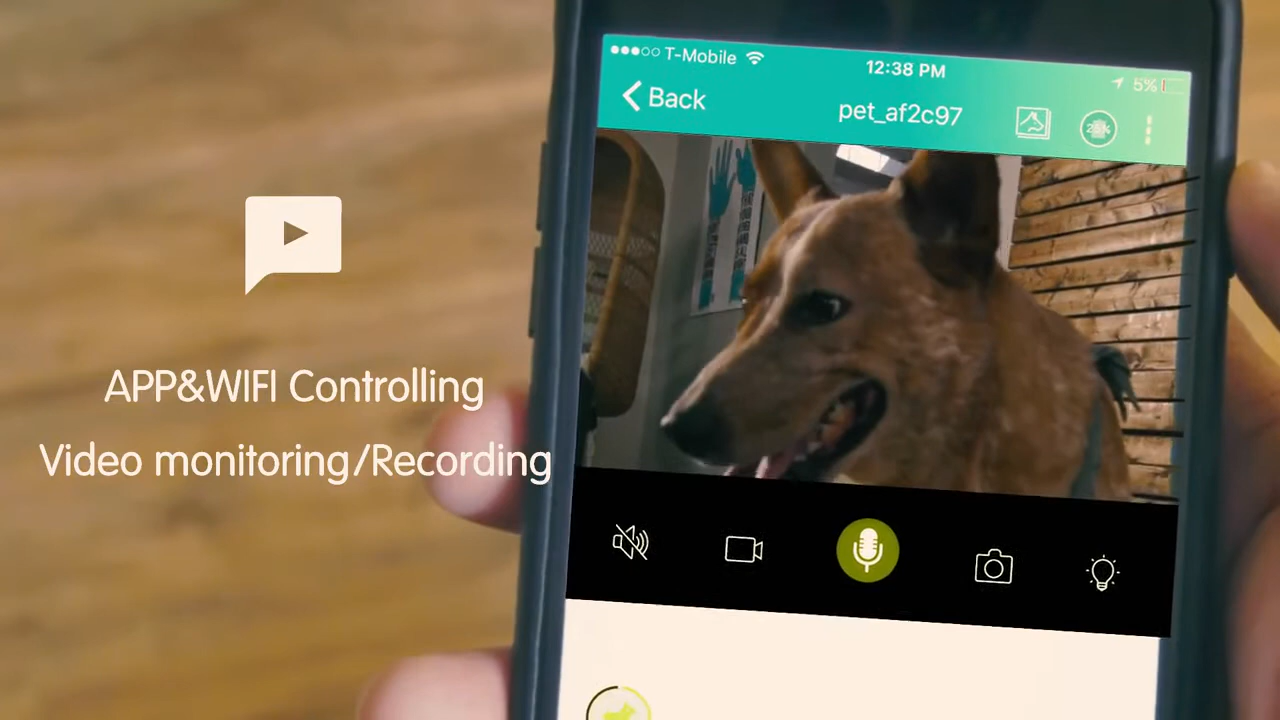 T-Mobile
12:38 PM
5%
Back
pet_af2c97
APP&WIFI Controlling
Video monitoring/Recording